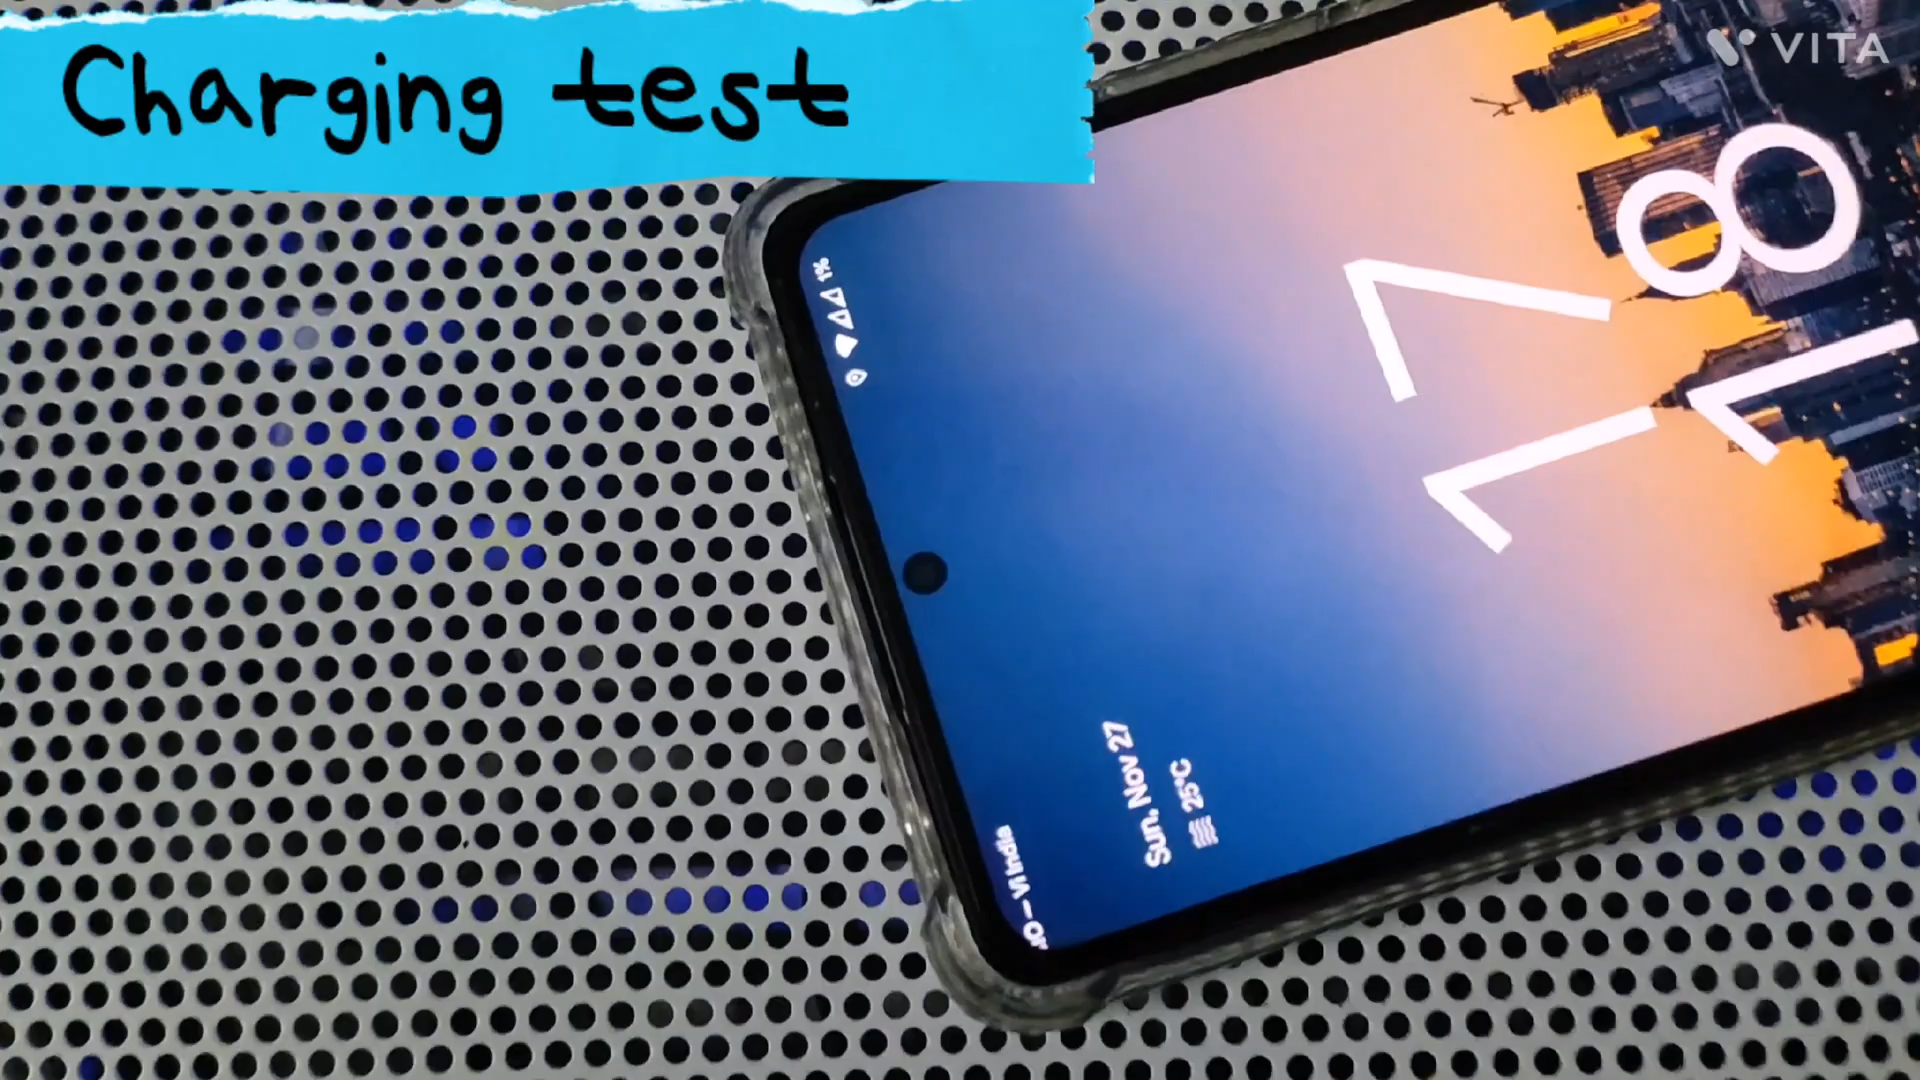 Charging test
VITA
Vi India
1%
Sun, Nov 27
25°C
17
18